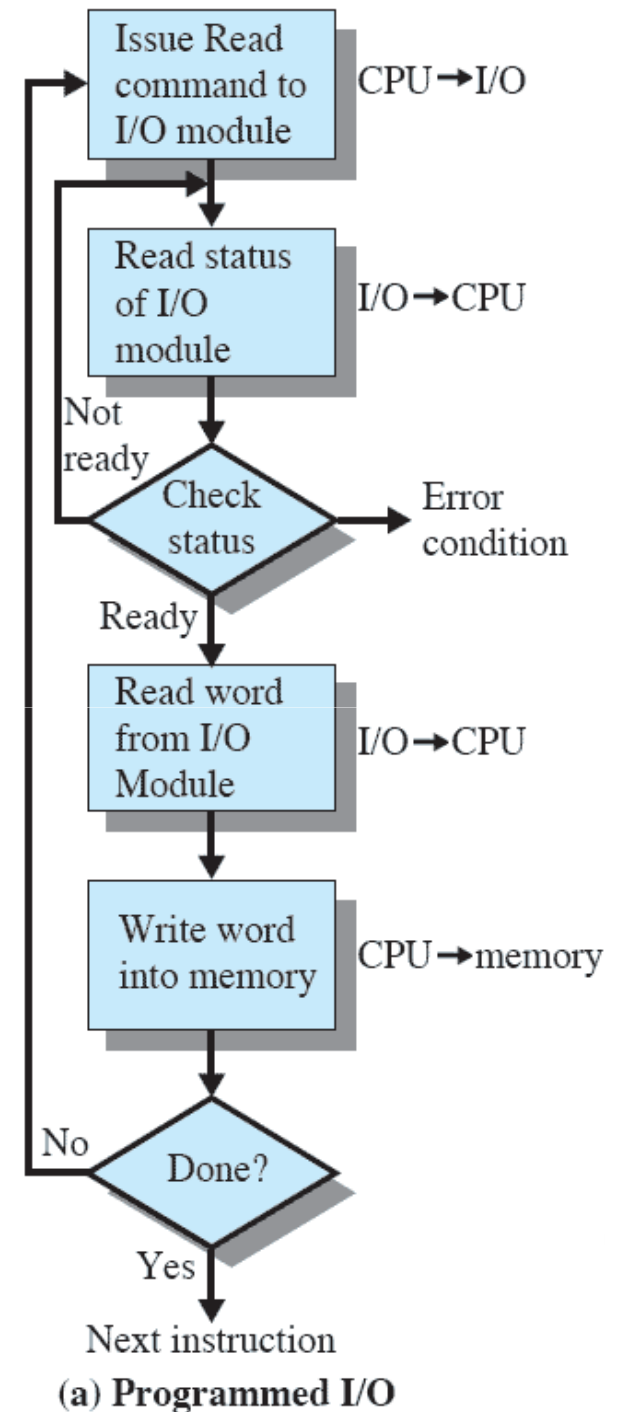 Issue Read
command to
I/O module
CPU→I/O
Read status
of I/O
module
I/O→CPU
Not
ready
Check
status
Error
condition
Ready
Read word
from I/O
Module
I/O→CPU
Write word
into memory
CPU→memory
No
Done?
Yes
Next instruction
(a) Programmed I/O